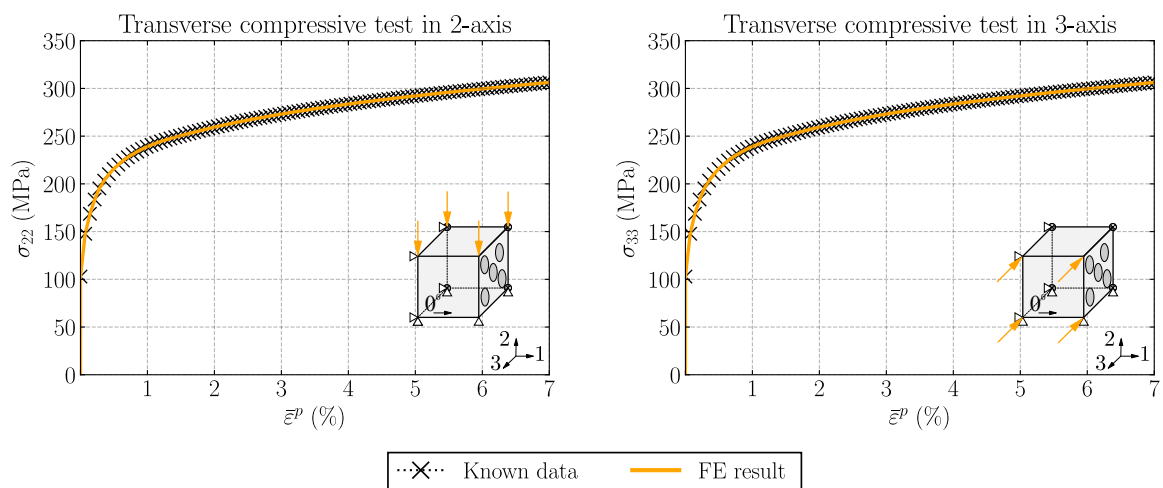 Transverse compressive test in 2-axis
350
300
250
200
150
100
50
0
σ₂₂ (MPa)
0°
2
3
1
1 2 3 4 5 6 7
ε̄ᵖ (%)
Transverse compressive test in 3-axis
350
300
250
200
150
100
50
0
σ₃₃ (MPa)
0°
2
3
1
1 2 3 4 5 6 7
ε̄ᵖ (%)
Known data
FE result